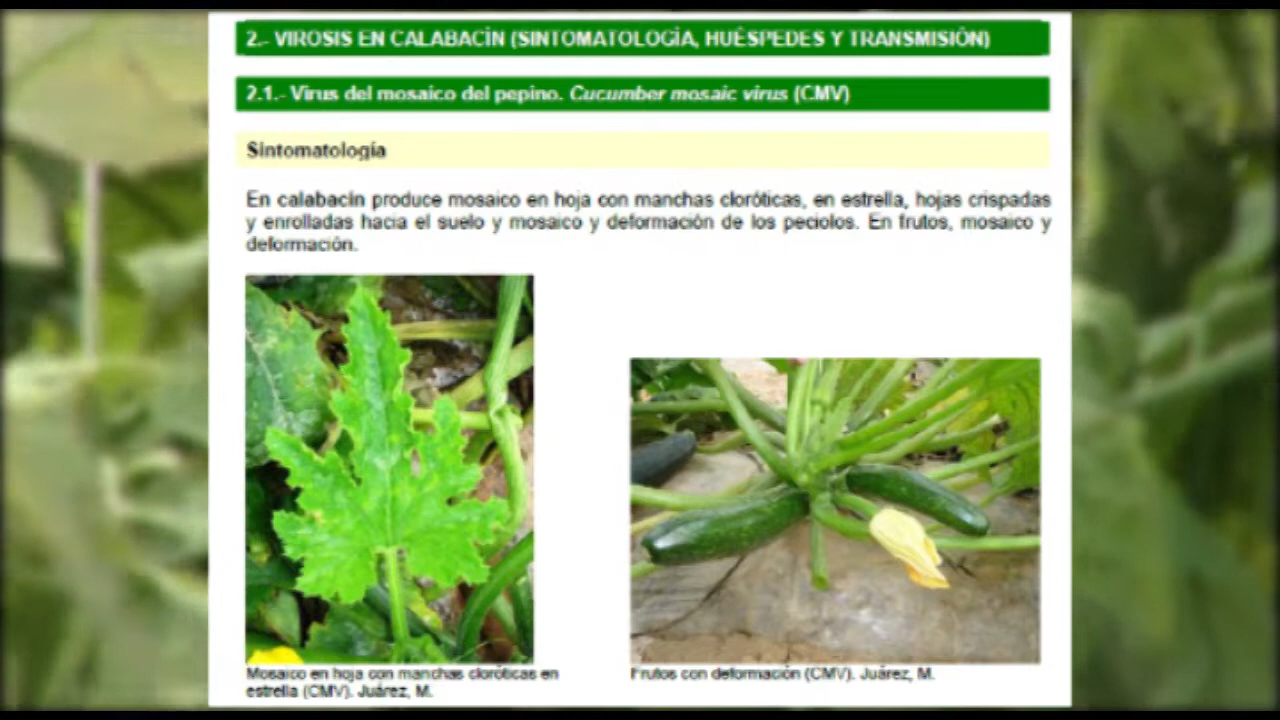 2.- VIROSIS EN CALABACÍN (SINTOMATOLOGÍA, HUÉSPEDES Y TRANSMISIÓN)
2.1.- Virus del mosaico del pepino. Cucumber mosaic virus (CMV)
Sintomatología
En calabacín produce mosaico en hoja con manchas cloróticas, en estrella, hojas crispadas
y enrolladas hacia el suelo y mosaico y deformación de los peciolos. En frutos, mosaico y
deformación.
Mosaico en hoja con manchas cloróticas en
estrella (CMV). Juárez, M.
Frutos con deformación (CMV). Juárez, M.